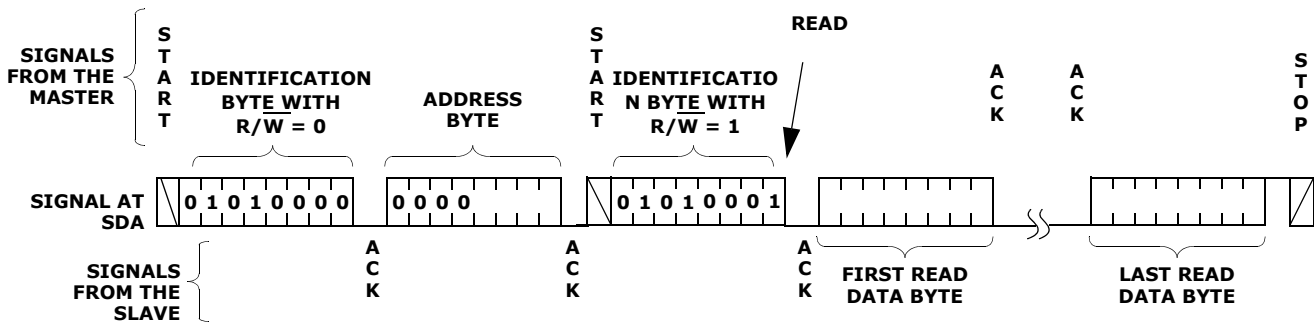 SIGNALS
FROM THE
MASTER
START
IDENTIFICATION
BYTE WITH
R/W = 0
ADDRESS
BYTE
START
IDENTIFICATIO
N BYTE WITH
R/W = 1
READ
ACK
ACK
STOP
SIGNAL AT
SDA
0 1 0 1 0 0 0 0
0 0 0 0
0 1 0 1 0 0 0 1
SIGNALS
FROM THE
SLAVE
ACK
ACK
ACK
FIRST READ
DATA BYTE
LAST READ
DATA BYTE